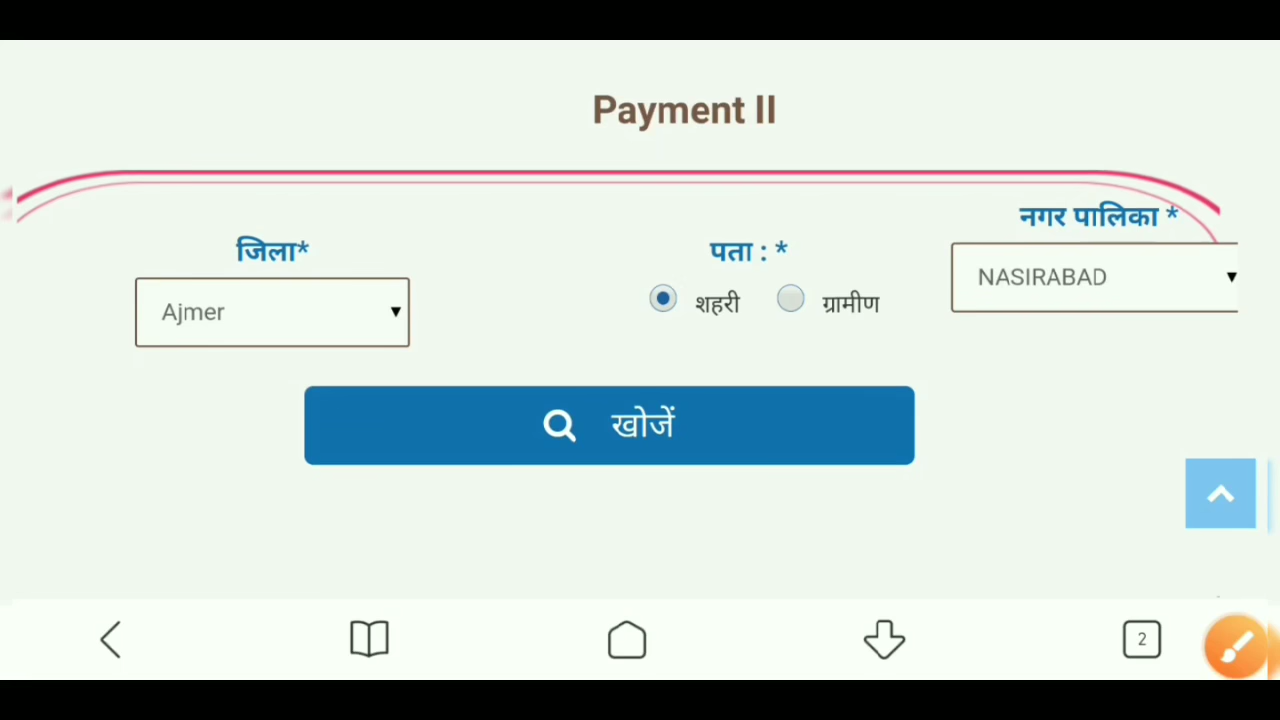 Payment II
जिला*
Ajmer
पता : *
शहरी
ग्रामीण
नगर पालिका *
NASIRABAD
खोजें
2